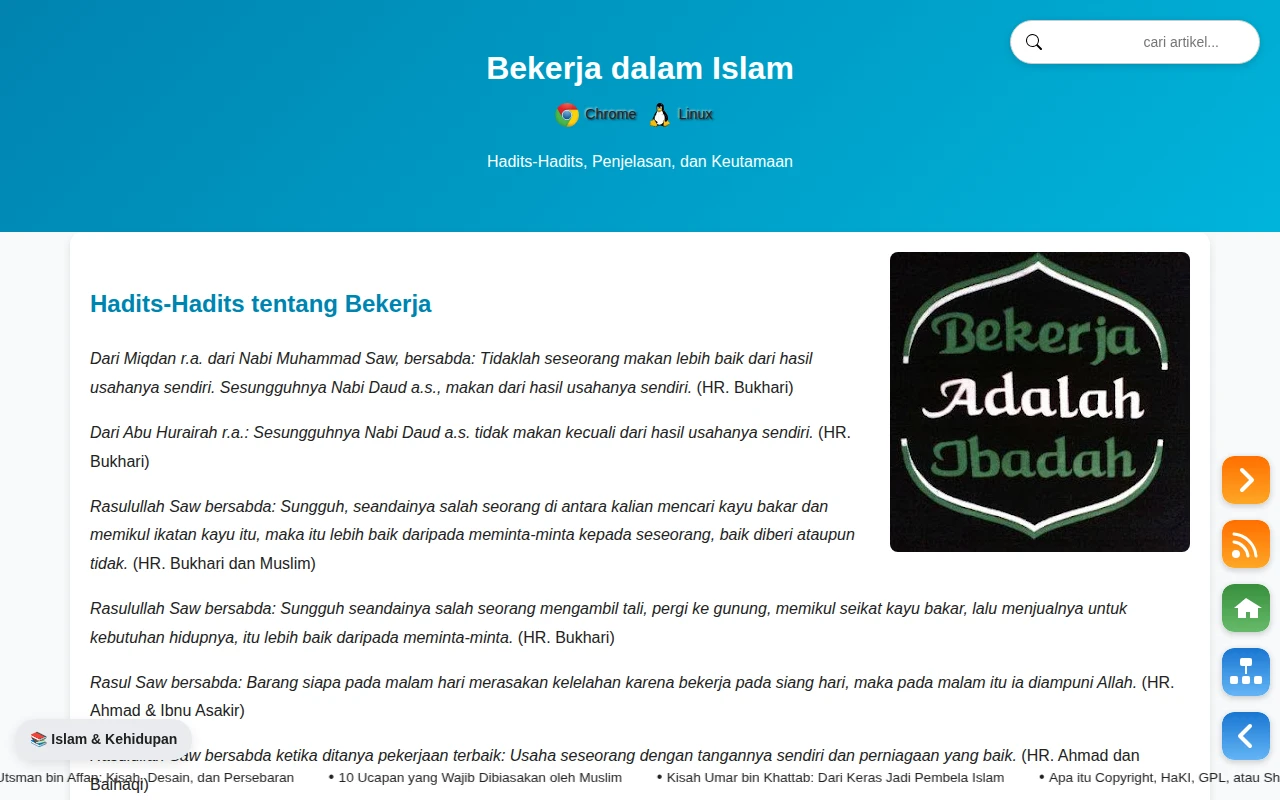 cari artikel...
Bekerja dalam Islam
Chrome Linux
Hadits-Hadits, Penjelasan, dan Keutamaan
Bekerja
Adalah
Ibadah
Hadits-Hadits tentang Bekerja
Dari Miqdan r.a. dari Nabi Muhammad Saw, bersabda: Tidaklah seseorang makan lebih baik dari hasil
usahanya sendiri. Sesungguhnya Nabi Daud a.s., makan dari hasil usahanya sendiri. (HR. Bukhari)
Dari Abu Hurairah r.a.: Sesungguhnya Nabi Daud a.s. tidak makan kecuali dari hasil usahanya sendiri. (HR.
Bukhari)
Rasulullah Saw bersabda: Sungguh, seandainya salah seorang di antara kalian mencari kayu bakar dan
memikul ikatan kayu itu, maka itu lebih baik daripada meminta-minta kepada seseorang, baik diberi ataupun
tidak. (HR. Bukhari dan Muslim)
Rasulullah Saw bersabda: Sungguh seandainya salah seorang mengambil tali, pergi ke gunung, memikul seikat kayu bakar, lalu menjualnya untuk
kebutuhan hidupnya, itu lebih baik daripada meminta-minta. (HR. Bukhari)
Rasul Saw bersabda: Barang siapa pada malam hari merasakan kelelahan karena bekerja pada siang hari, maka pada malam itu ia diampuni Allah. (HR.
Ahmad & Ibnu Asakir)
📚 Islam & Kehidupan
Saw bersabda ketika ditanya pekerjaan terbaik: Usaha seseorang dengan tangannya sendiri dan perniagaan yang baik. (HR. Ahmad dan
Baihaqi)
Utsman bin Affan: Kisah, Desain, dan Persebaran • 10 Ucapan yang Wajib Dibiasakan oleh Muslim • Kisah Umar bin Khattab: Dari Keras Jadi Pembela Islam • Apa itu Copyright, HaKI, GPL, atau Sh